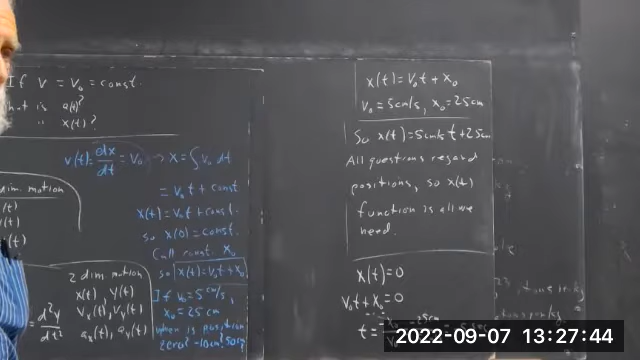 If v = v₀ = const.
what is a(t)?
" x(t)?
v(t) = dx/dt = v₀ → x = ∫ v₀ dt
= v₀t + const
x(t) = v₀t + const.
so x(0) = const.
Call const. x₀
so x(t) = v₀t + x₀
If v₀ = 5 cm/s,
x₀ = 25 cm
when is position
zero? -10cm? 50cm?
dim. motion
2 dim motion
x(t), y(t)
vₓ(t), vᵧ(t)
aₓ(t), aᵧ(t)
= d²y/dt²
x(t) = v₀t + x₀
v₀ = 5cm/s, x₀ = 25cm
So x(t) = 5cm/s t + 25cm
All questions regard
positions, so x(t)
function is all we
need.
x(t) = 0
v₀t + x₀ = 0
t =
2022-09-07 13:27:44